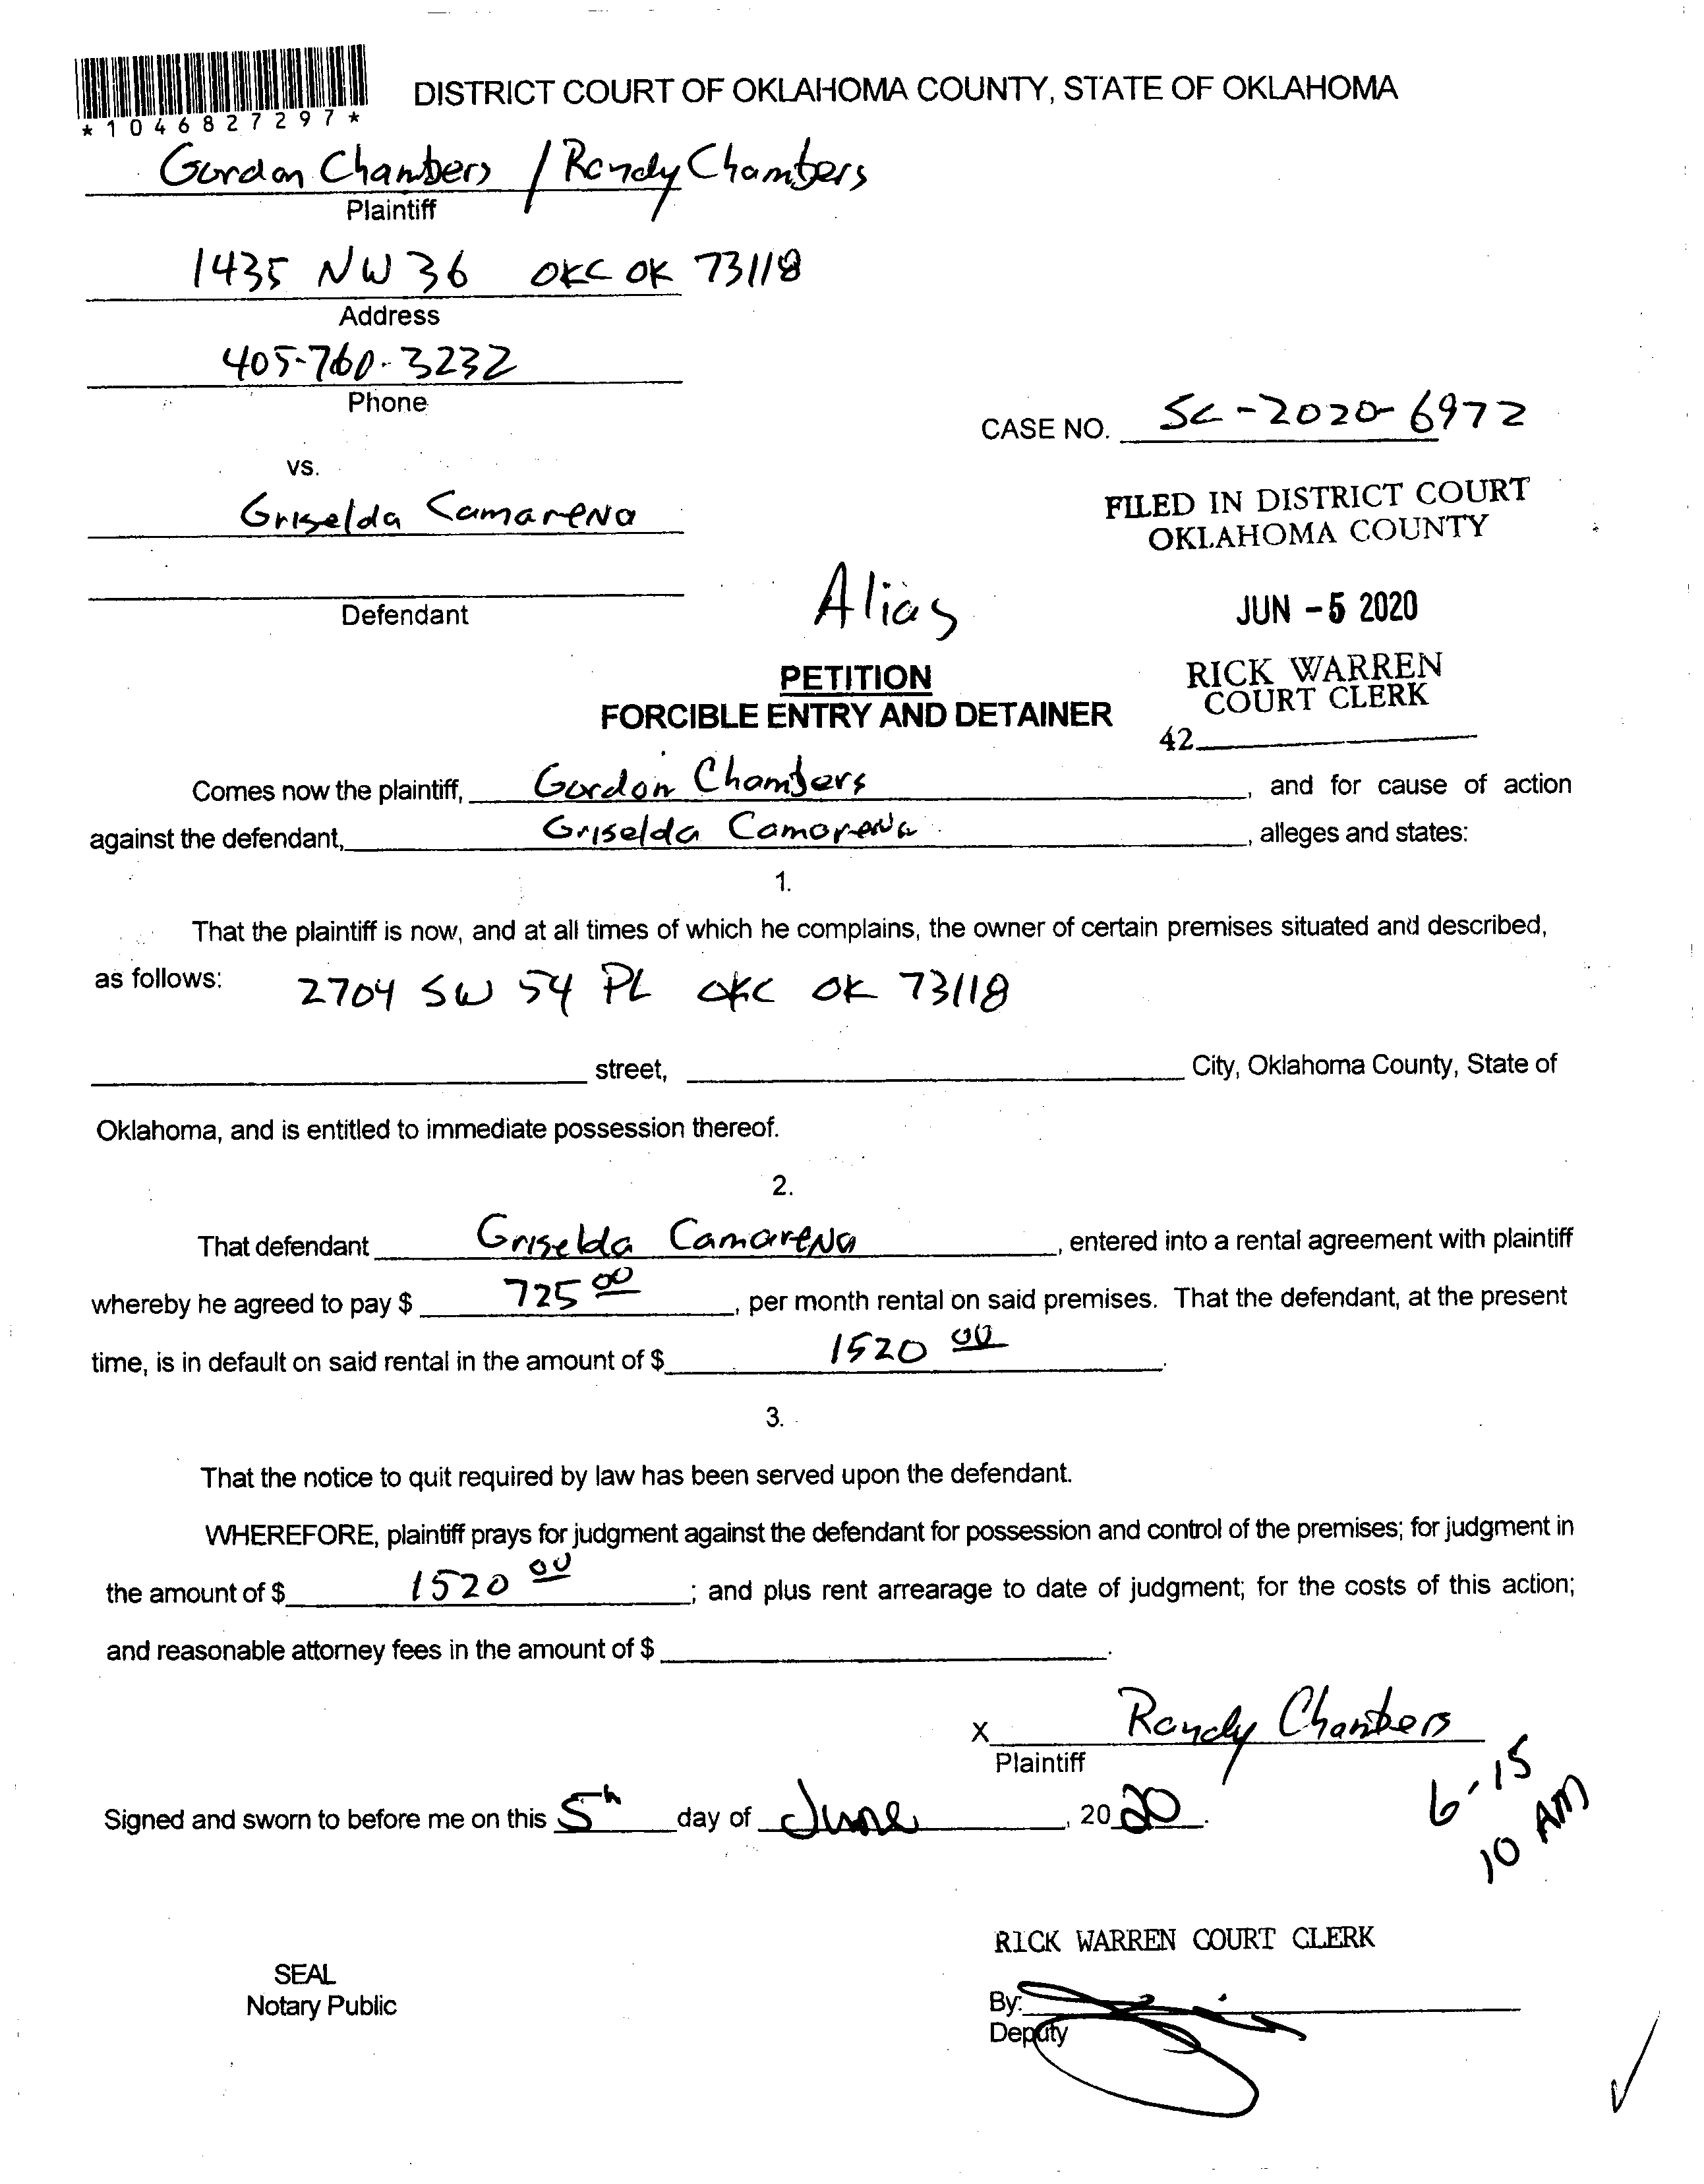 DISTRICT COURT OF OKLAHOMA COUNTY, STATE OF OKLAHOMA
*1046827297*
Gordon Chambers / Randy Chambers
Plaintiff
1435 NW 36 OKC OK 73118
Address
405-760-3232
Phone
CASE NO. SC-2020-6972
vs.
Griselda Camarena
FILED IN DISTRICT COURT
OKLAHOMA COUNTY
Alias
JUN -5 2020
Defendant
PETITION
RICK WARREN
COURT CLERK
FORCIBLE ENTRY AND DETAINER
42
Comes now the plaintiff, Gordon Chambers, and for cause of action
against the defendant, Griselda Camarena, alleges and states:
1.
That the plaintiff is now, and at all times of which he complains, the owner of certain premises situated and described,
as follows: 2704 SW 54 PL OKC OK 73118
street, City, Oklahoma County, State of
Oklahoma, and is entitled to immediate possession thereof.
2.
That defendant Griselda Camarena, entered into a rental agreement with plaintiff
whereby he agreed to pay $ 725 00, per month rental on said premises. That the defendant, at the present
time, is in default on said rental in the amount of $ 1520 00.
3.
That the notice to quit required by law has been served upon the defendant.
WHEREFORE, plaintiff prays for judgment against the defendant for possession and control of the premises; for judgment in
the amount of $ 1520 00; and plus rent arrearage to date of judgment; for the costs of this action;
and reasonable attorney fees in the amount of $ .
X Randy Chambers
Plaintiff
6-15
10 AM
Signed and sworn to before me on this 5th day of June, 2020.
RICK WARREN COURT CLERK
SEAL
Notary Public
By:
Deputy